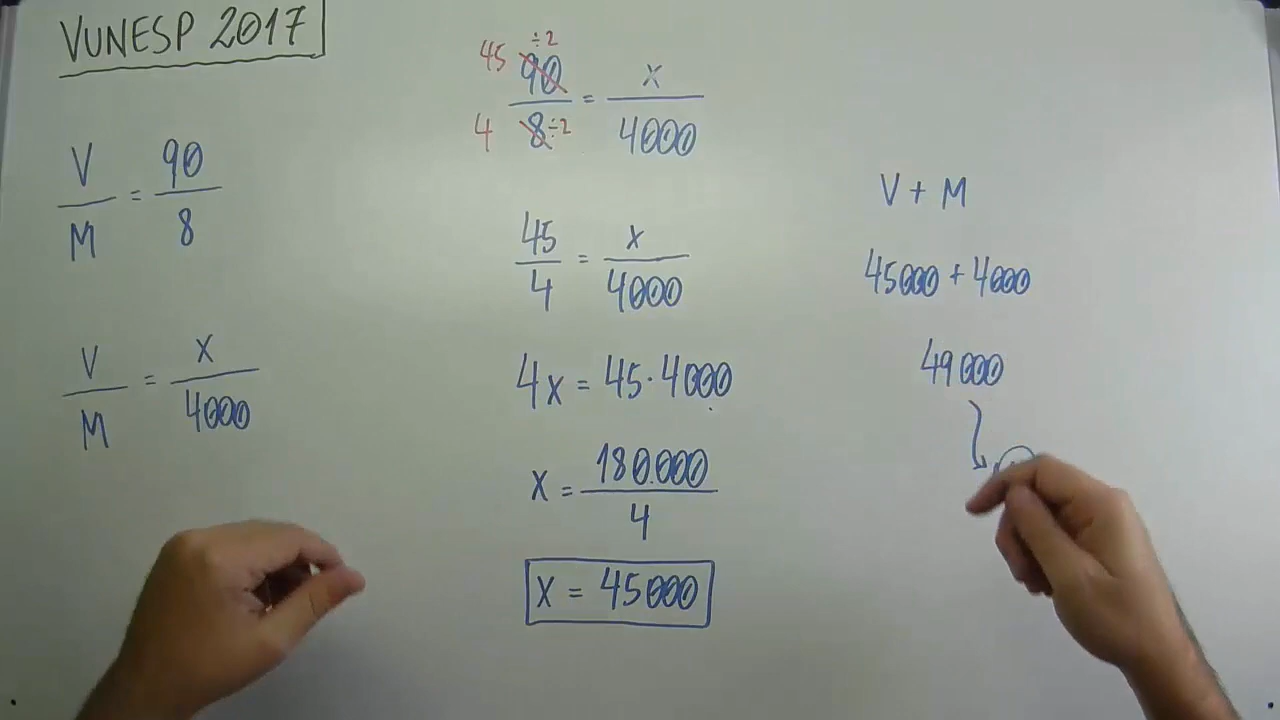 VUNESP 2017
V/M = 90/8
V/M = x/4000
45 90 ÷2 / 4 8 ÷2 = x/4000
45/4 = x/4000
4x = 45·4000
x = 180.000/4
x = 45000
V + M
45000 + 4000
49000